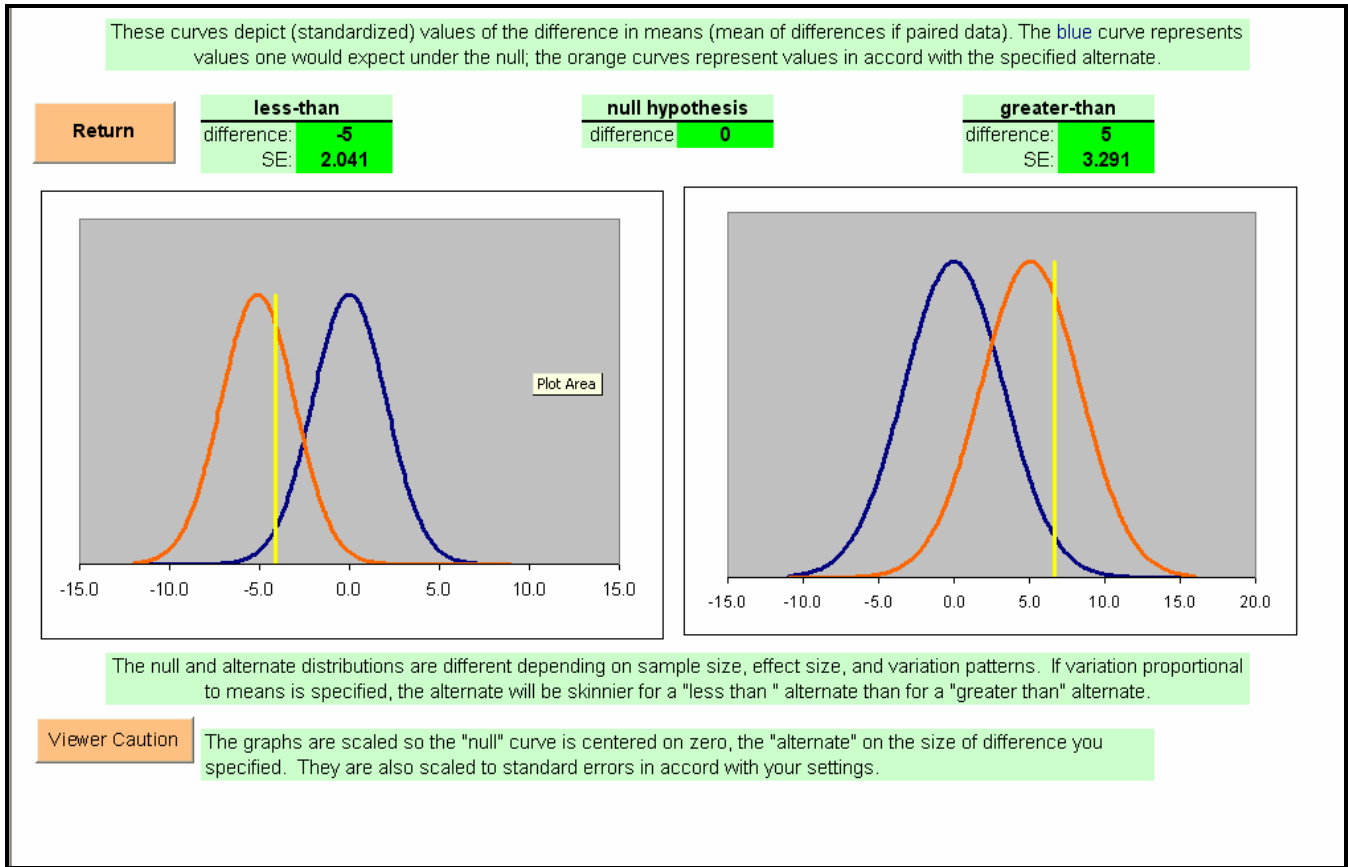 These curves depict (standardized) values of the difference in means (mean of differences if paired data). The blue curve represents
values one would expect under the null; the orange curves represent values in accord with the specified alternate.
Return
less-than
difference: -5
SE: 2.041
null hypothesis
difference 0
greater-than
difference: 5
SE: 3.291
Plot Area
-15.0 -10.0 -5.0 0.0 5.0 10.0 15.0
-15.0 -10.0 -5.0 0.0 5.0 10.0 15.0 20.0
The null and alternate distributions are different depending on sample size, effect size, and variation patterns. If variation proportional
to means is specified, the alternate will be skinnier for a "less than " alternate than for a "greater than" alternate.
Viewer Caution
The graphs are scaled so the "null" curve is centered on zero, the "alternate" on the size of difference you
specified. They are also scaled to standard errors in accord with your settings.